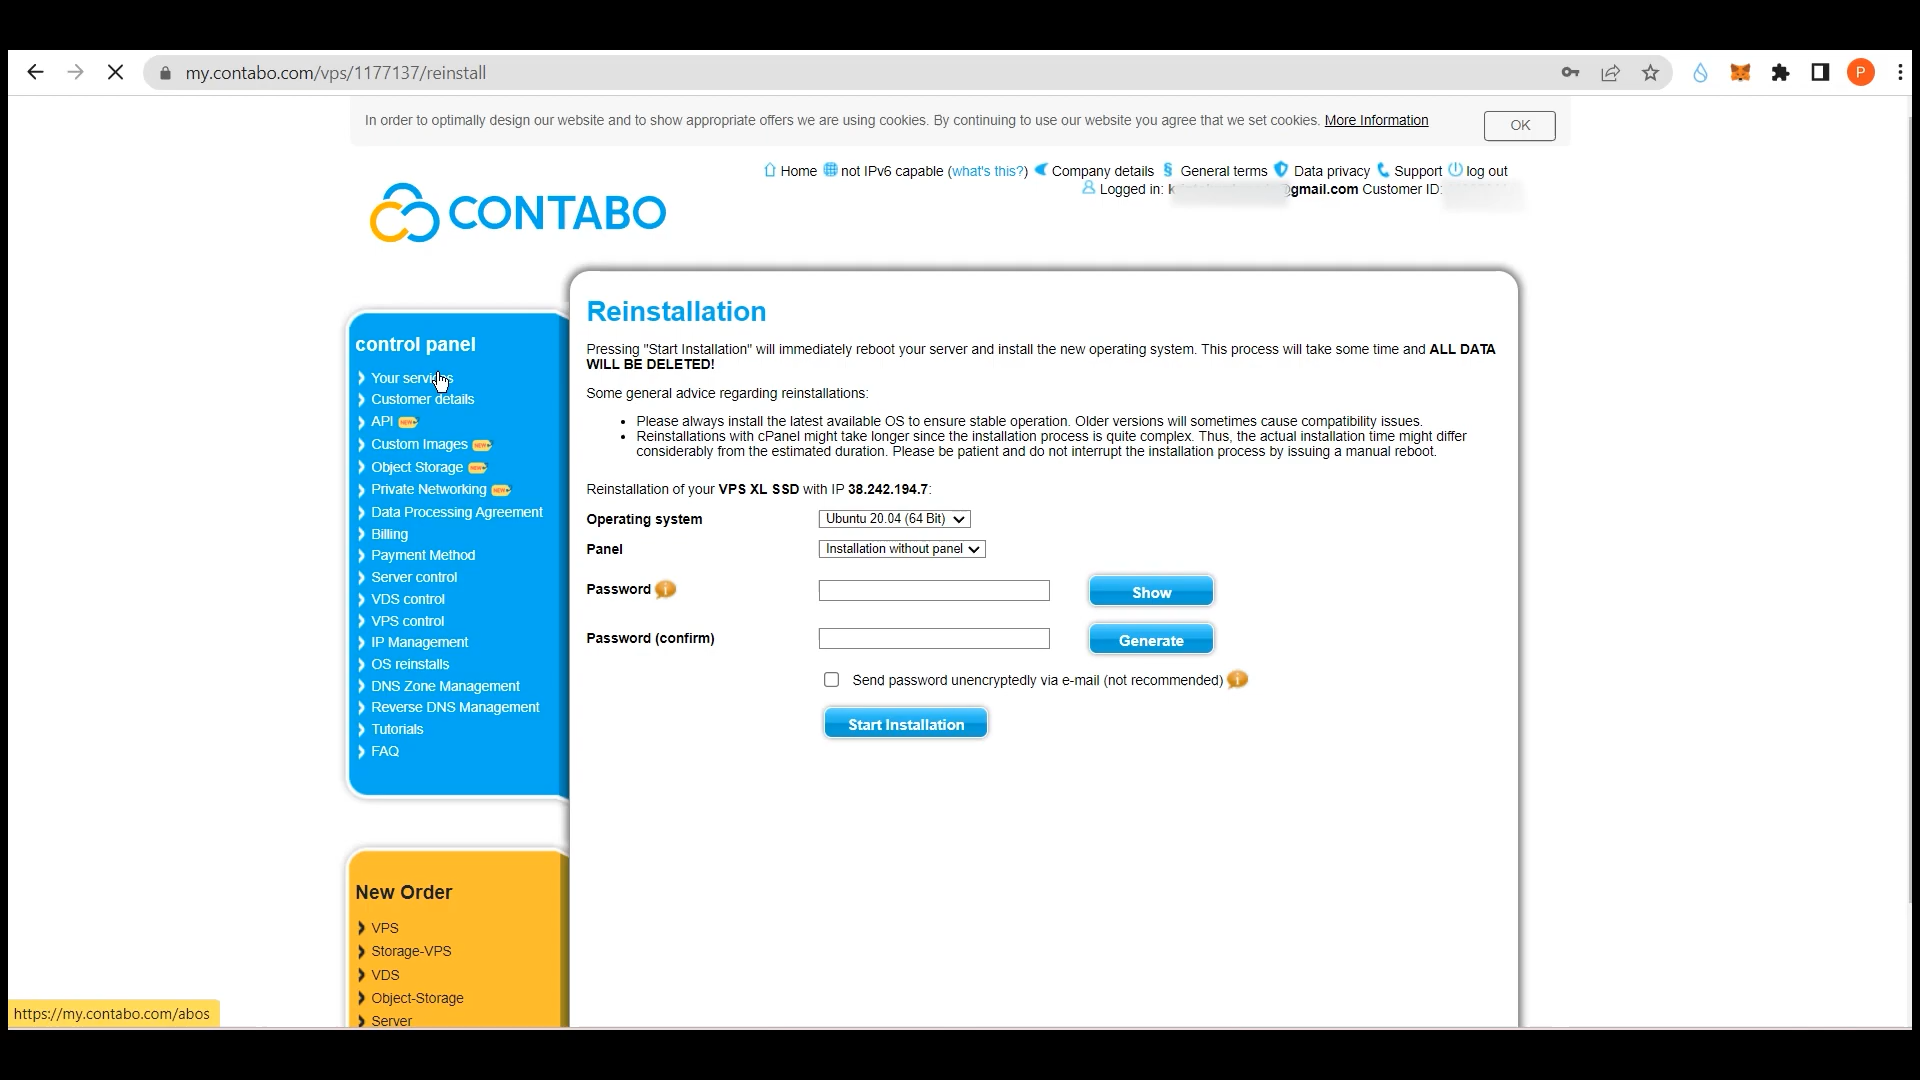 my.contabo.com/vps/1177137/reinstall
P
In order to optimally design our website and to show appropriate offers we are using cookies. By continuing to use our website you agree that we set cookies. More Information
OK
Home not IPv6 capable (what's this?) Company details § General terms Data privacy Support log out
Logged in: k @gmail.com Customer ID:
CONTABO
control panel
Your services
Customer details
API NEW
Custom Images NEW
Object Storage NEW
Private Networking NEW
Data Processing Agreement
Billing
Payment Method
Server control
VDS control
VPS control
IP Management
OS reinstalls
DNS Zone Management
Reverse DNS Management
Tutorials
FAQ
New Order
VPS
Storage-VPS
VDS
Object-Storage
Server
Reinstallation
Pressing "Start Installation" will immediately reboot your server and install the new operating system. This process will take some time and ALL DATA
WILL BE DELETED!
Some general advice regarding reinstallations:
• Please always install the latest available OS to ensure stable operation. Older versions will sometimes cause compatibility issues.
• Reinstallations with cPanel might take longer since the installation process is quite complex. Thus, the actual installation time might differ
considerably from the estimated duration. Please be patient and do not interrupt the installation process by issuing a manual reboot.
Reinstallation of your VPS XL SSD with IP 38.242.194.7:
Operating system Ubuntu 20.04 (64 Bit)
Panel Installation without panel
Password Show
Password (confirm) Generate
Send password unencryptedly via e-mail (not recommended)
Start Installation
https://my.contabo.com/abos